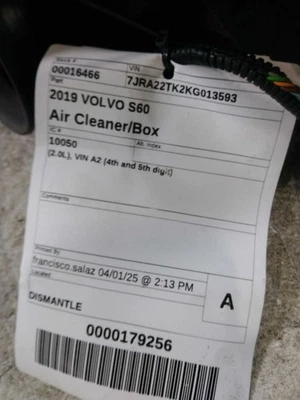 Stock #
VIN
00016466
7JRA22TK2KG013593
Part
2019 VOLVO S60
Air Cleaner/Box
IC #
Alt. Index
10050
(2.0L), VIN A2 (4th and 5th digit)
Comments
Printed By
francisco.salaz 04/01/25 @ 2:13 PM
Located
A
DISMANTLE
0000179256